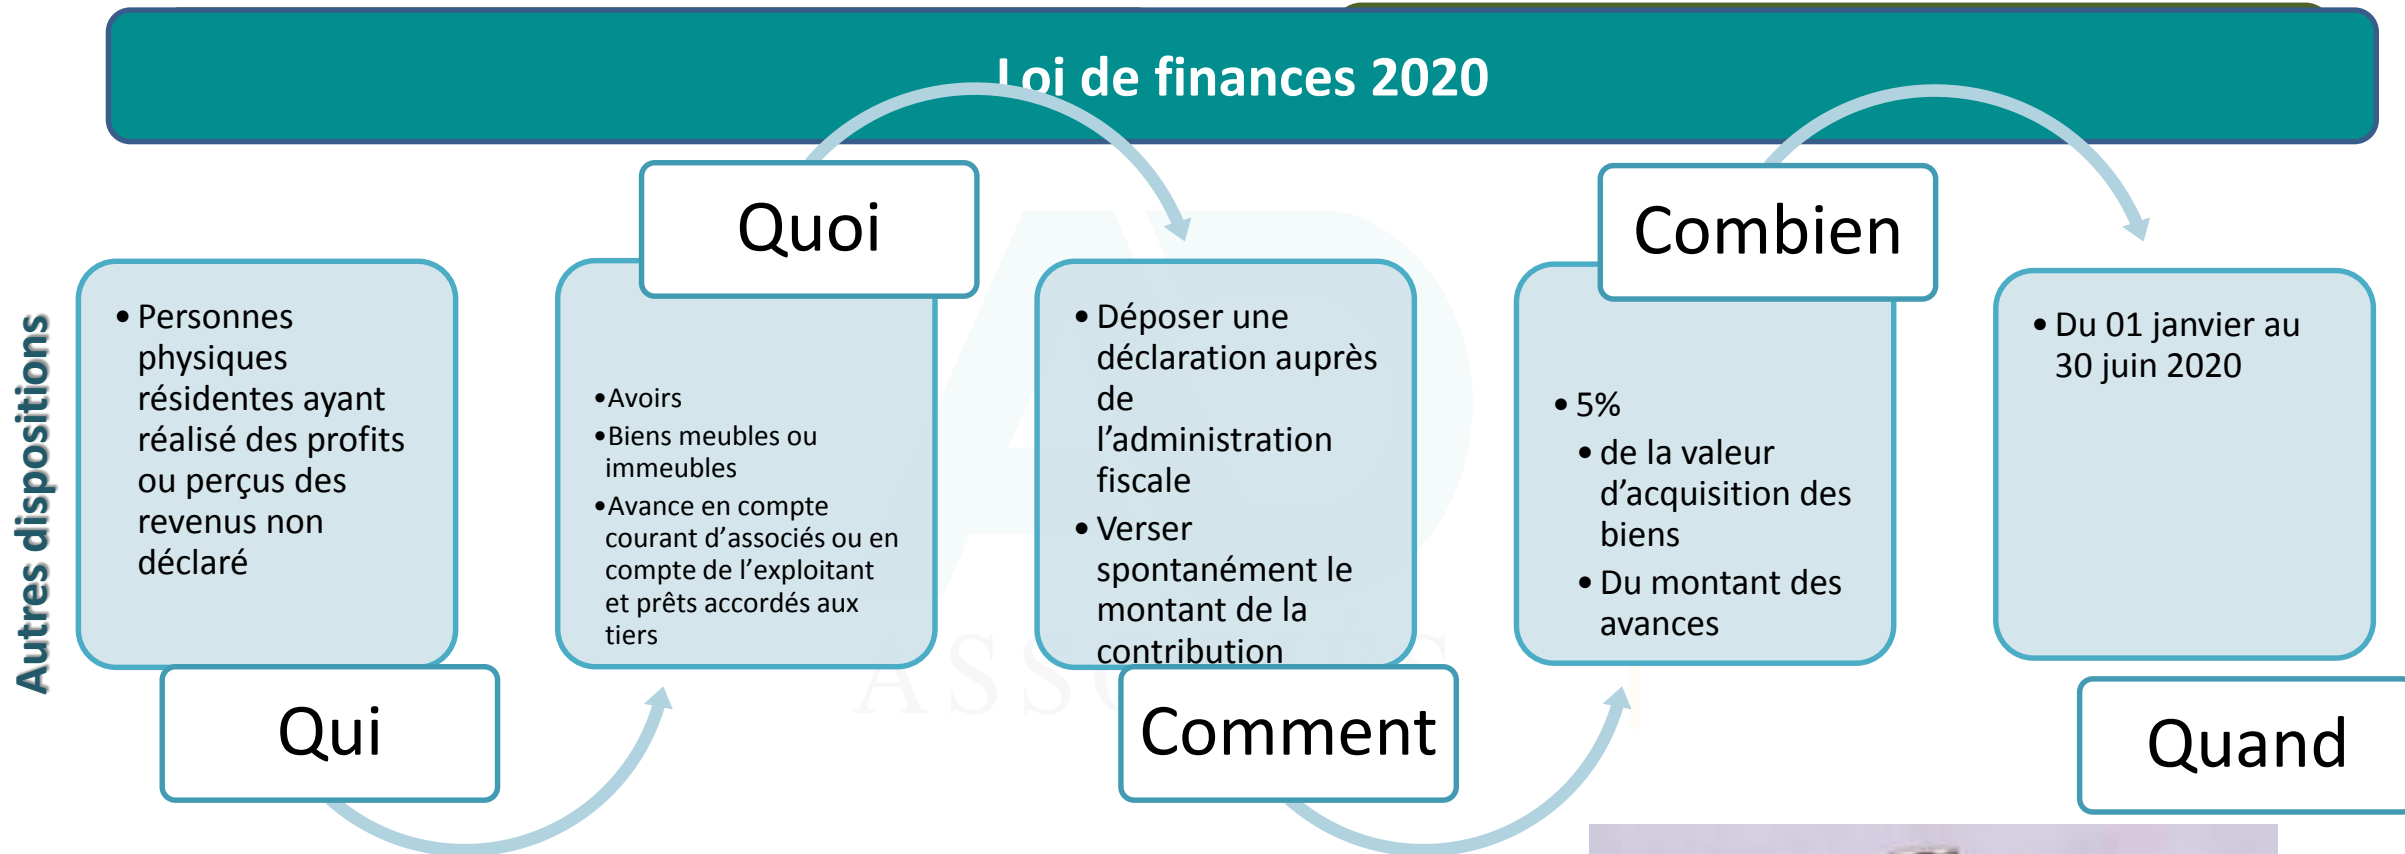 Loi de finances 2020
Autres dispositions
• Personnes
physiques
résidentes ayant
réalisé des profits
ou perçus des
revenus non
déclaré
Qui
Quoi
•Avoirs
•Biens meubles ou
immeubles
•Avance en compte
courant d’associés ou en
compte de l’exploitant
et prêts accordés aux
tiers
• Déposer une
déclaration auprès
de
l’administration
fiscale
• Verser
spontanément le
montant de la
contribution
Comment
Combien
• 5%
• de la valeur
d’acquisition des
biens
• Du montant des
avances
• Du 01 janvier au
30 juin 2020
Quand